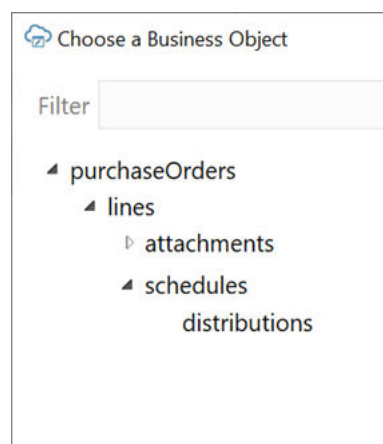 Choose a Business Object
Filter
purchaseOrders
lines
attachments
schedules
distributions